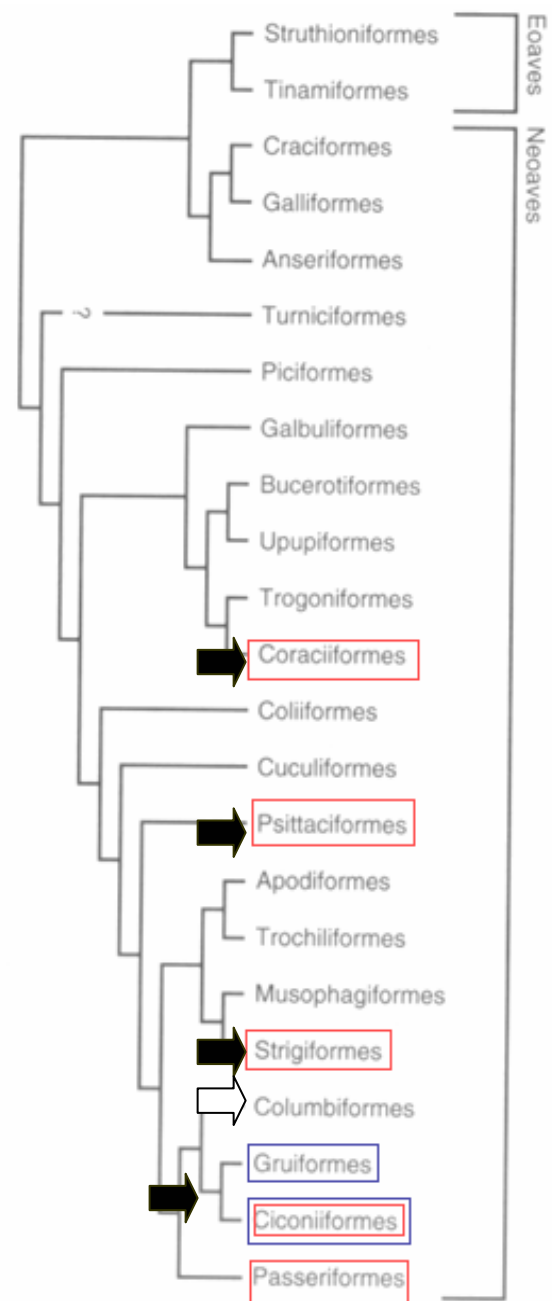 Struthioniformes
Eoaves
Tinamiformes
Neoaves
Craciformes
Galliformes
Anseriformes
?
Turniciformes
Piciformes
Galbuliformes
Bucerotiformes
Upupiformes
Trogoniformes
Coraciiformes
Coliiformes
Cuculiformes
Psittaciformes
Apodiformes
Trochiliformes
Musophagiformes
Strigiformes
Columbiformes
Gruiformes
Ciconiiformes
Passeriformes